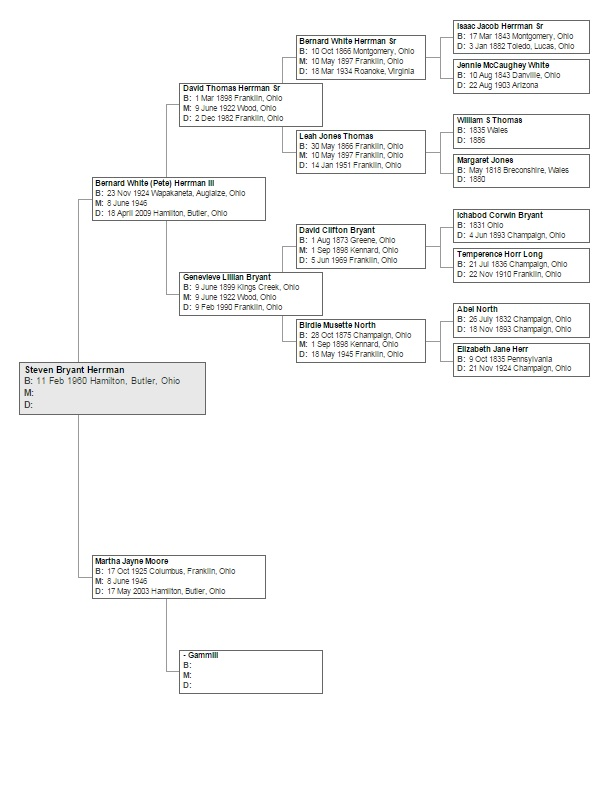 Isaac Jacob Herrman Sr
B: 17 Mar 1843 Montgomery, Ohio
D: 3 Jan 1882 Toledo, Lucas, Ohio
Bernard White Herrman Sr
B: 10 Oct 1866 Montgomery, Ohio
M: 10 May 1897 Franklin, Ohio
D: 18 Mar 1934 Roanoke, Virginia
Jennie McCaughey White
B: 10 Aug 1843 Danville, Ohio
D: 22 Aug 1903 Arizona
David Thomas Herrman Sr
B: 1 Mar 1898 Franklin, Ohio
M: 9 June 1922 Wood, Ohio
D: 2 Dec 1982 Franklin, Ohio
William S Thomas
B: 1835 Wales
D: 1886
Leah Jones Thomas
B: 30 May 1866 Franklin, Ohio
M: 10 May 1897 Franklin, Ohio
D: 14 Jan 1951 Franklin, Ohio
Margaret Jones
B: May 1818 Breconshire, Wales
D: 1880
Bernard White (Pete) Herrman III
B: 23 Nov 1924 Wapakaneta, Auglaize, Ohio
M: 8 June 1946
D: 18 April 2009 Hamilton, Butler, Ohio
Ichabod Corwin Bryant
B: 1831 Ohio
D: 4 Jun 1893 Champaign, Ohio
David Clifton Bryant
B: 1 Aug 1873 Greene, Ohio
M: 1 Sep 1898 Kennard, Ohio
D: 5 Jun 1969 Franklin, Ohio
Temperence Horr Long
B: 21 Jul 1836 Champaign, Ohio
D: 22 Nov 1910 Franklin, Ohio
Genevieve Lillian Bryant
B: 9 June 1899 Kings Creek, Ohio
M: 9 June 1922 Wood, Ohio
D: 9 Feb 1990 Franklin, Ohio
Abel North
B: 26 July 1832 Champaign, Ohio
D: 18 Nov 1893 Champaign, Ohio
Birdie Musette North
B: 28 Oct 1875 Champaign, Ohio
M: 1 Sep 1898 Kennard, Ohio
D: 18 May 1945 Franklin, Ohio
Elizabeth Jane Herr
B: 9 Oct 1835 Pennsylvania
D: 21 Nov 1924 Champaign, Ohio
Steven Bryant Herrman
B: 11 Feb 1960 Hamilton, Butler, Ohio
M:
D:
Martha Jayne Moore
B: 17 Oct 1925 Columbus, Franklin, Ohio
M: 8 June 1946
D: 17 May 2003 Hamilton, Butler, Ohio
- Gammill
B:
M:
D: